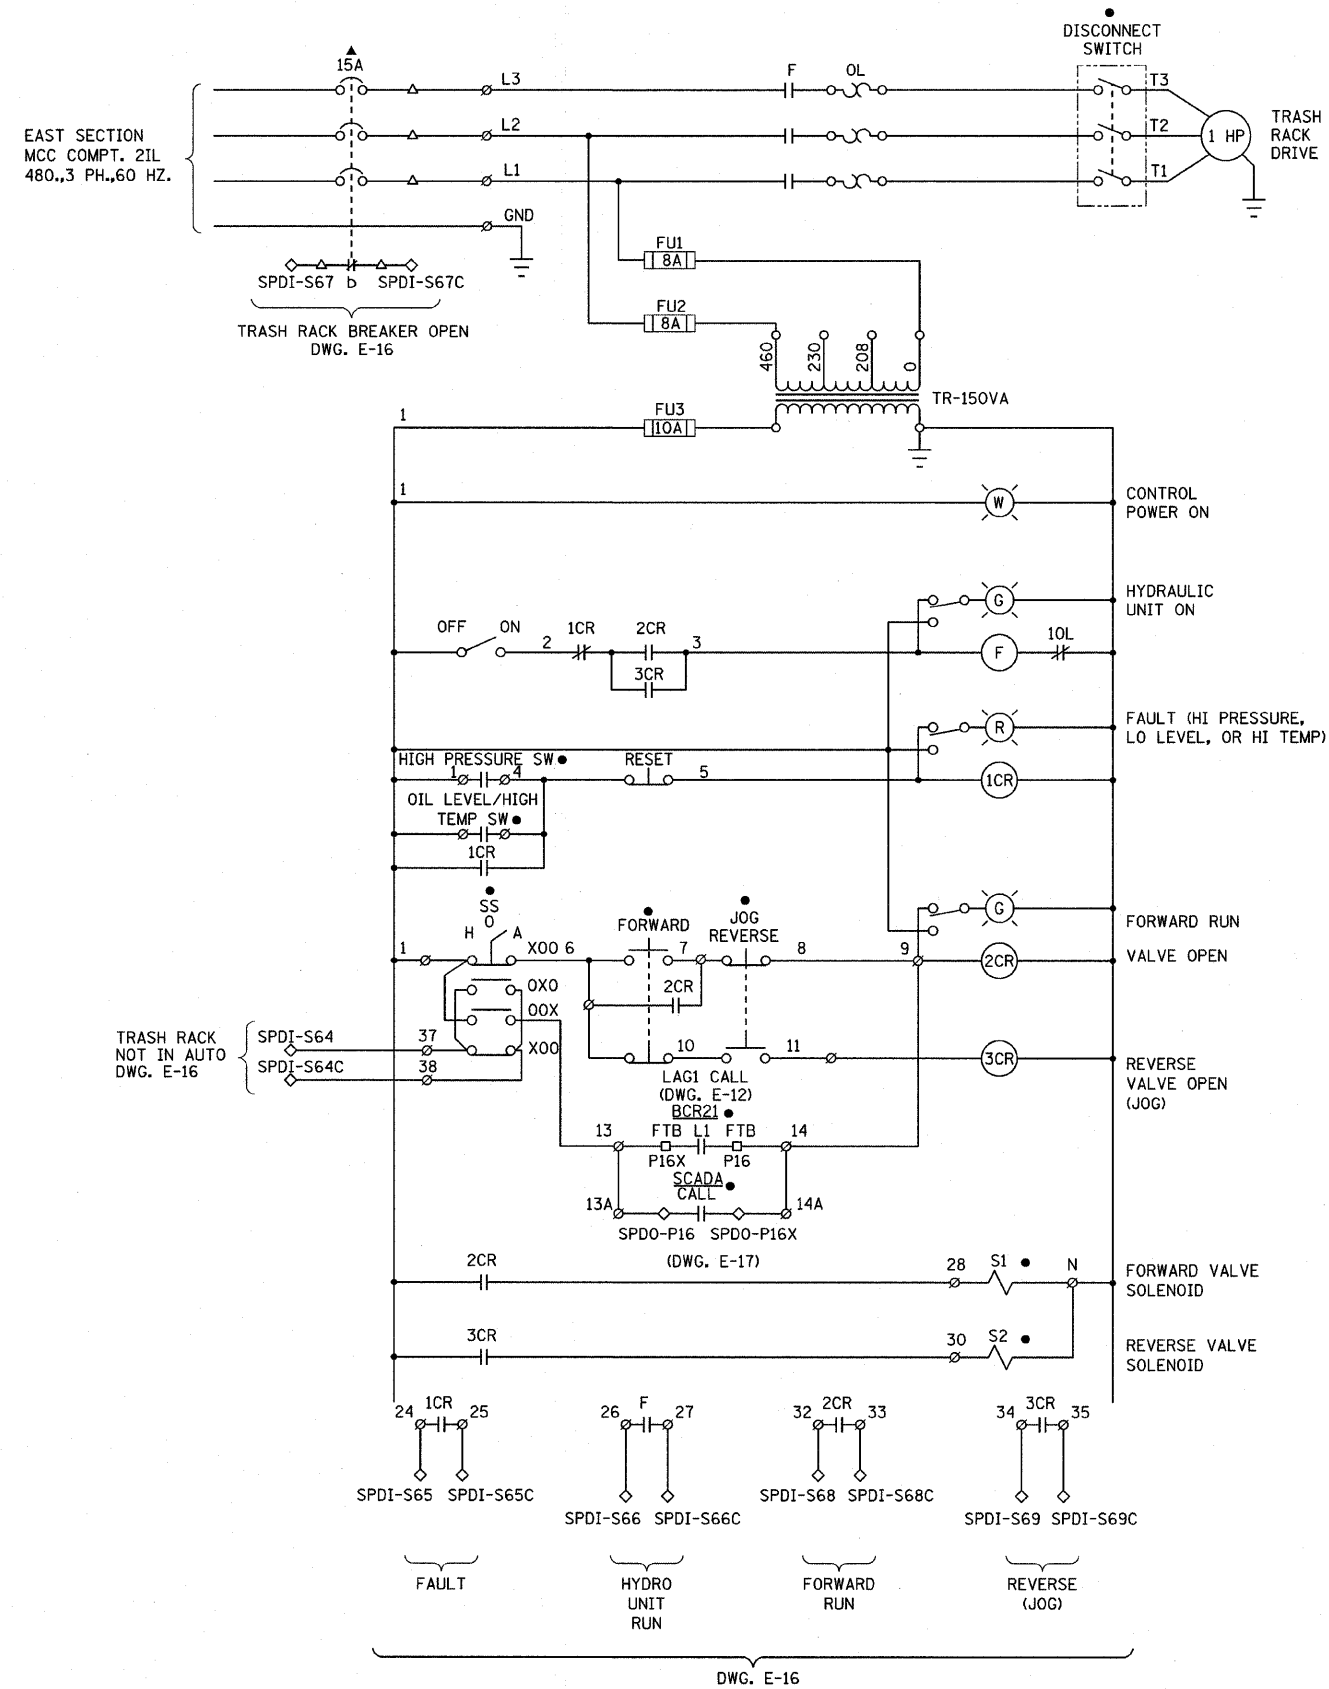 DISCONNECT
SWITCH
15A
L3
F
OL
T3
EAST SECTION
MCC COMPT. 2IL
480.,3 PH.,60 HZ.
L2
T2
1 HP
TRASH
RACK
DRIVE
L1
T1
GND
SPDI-S67 b SPDI-S67C
TRASH RACK BREAKER OPEN
DWG. E-16
FU1
8A
FU2
8A
460
230
208
0
TR-150VA
1
FU3
10A
1
W
CONTROL
POWER ON
G
HYDRAULIC
UNIT ON
OFF
ON
2
1CR
2CR
3
F
1OL
3CR
R
FAULT (HI PRESSURE,
LO LEVEL, OR HI TEMP)
HIGH PRESSURE SW
1
4
RESET
5
1CR
OIL LEVEL/HIGH
TEMP SW
1CR
SS
O
H
A
FORWARD
JOG
REVERSE
G
FORWARD RUN
1
XOO
6
7
8
9
2CR
VALVE OPEN
OXO
2CR
OOX
TRASH RACK
NOT IN AUTO
DWG. E-16
SPDI-S64
37
XOO
SPDI-S64C
38
10
11
3CR
REVERSE
VALVE OPEN
(JOG)
LAG1 CALL
(DWG. E-12)
BCR21
13
FTB
L1
FTB
14
P16X
P16
SCADA
CALL
13A
14A
SPDO-P16
SPDO-P16X
(DWG. E-17)
2CR
28
S1
N
FORWARD VALVE
SOLENOID
3CR
30
S2
REVERSE VALVE
SOLENOID
24
1CR
25
26
F
27
32
2CR
33
34
3CR
35
SPDI-S65
SPDI-S65C
SPDI-S66
SPDI-S66C
SPDI-S68
SPDI-S68C
SPDI-S69
SPDI-S69C
FAULT
HYDRO
UNIT
RUN
FORWARD
RUN
REVERSE
(JOG)
DWG. E-16